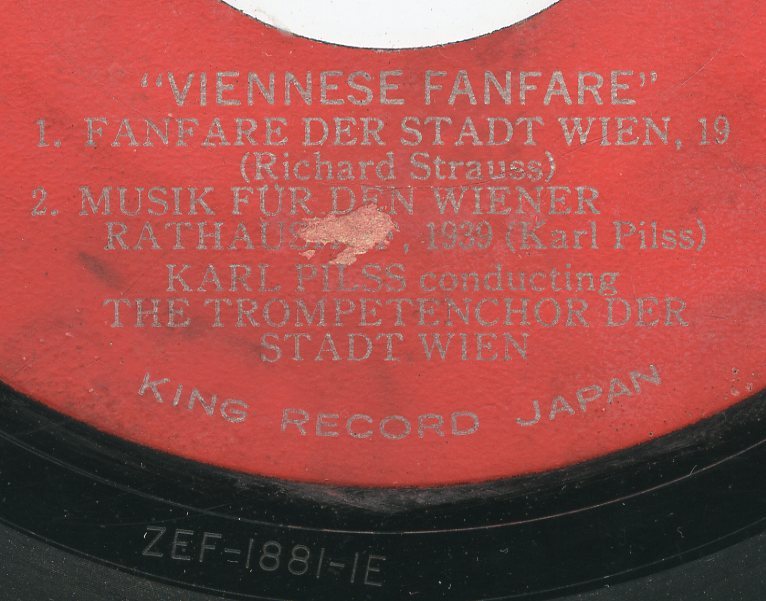 "VIENNESE FANFARE"
1. FANFARE DER STADT WIEN, 19
(Richard Strauss)
2. MUSIK FÜR DEN WIENER
, 1939 (Karl Pilss)
KARL PILSS conducting
THE TROMPETENCHOR DER
STADT WIEN
KING RECORD JAPAN
ZEF-1881-1E